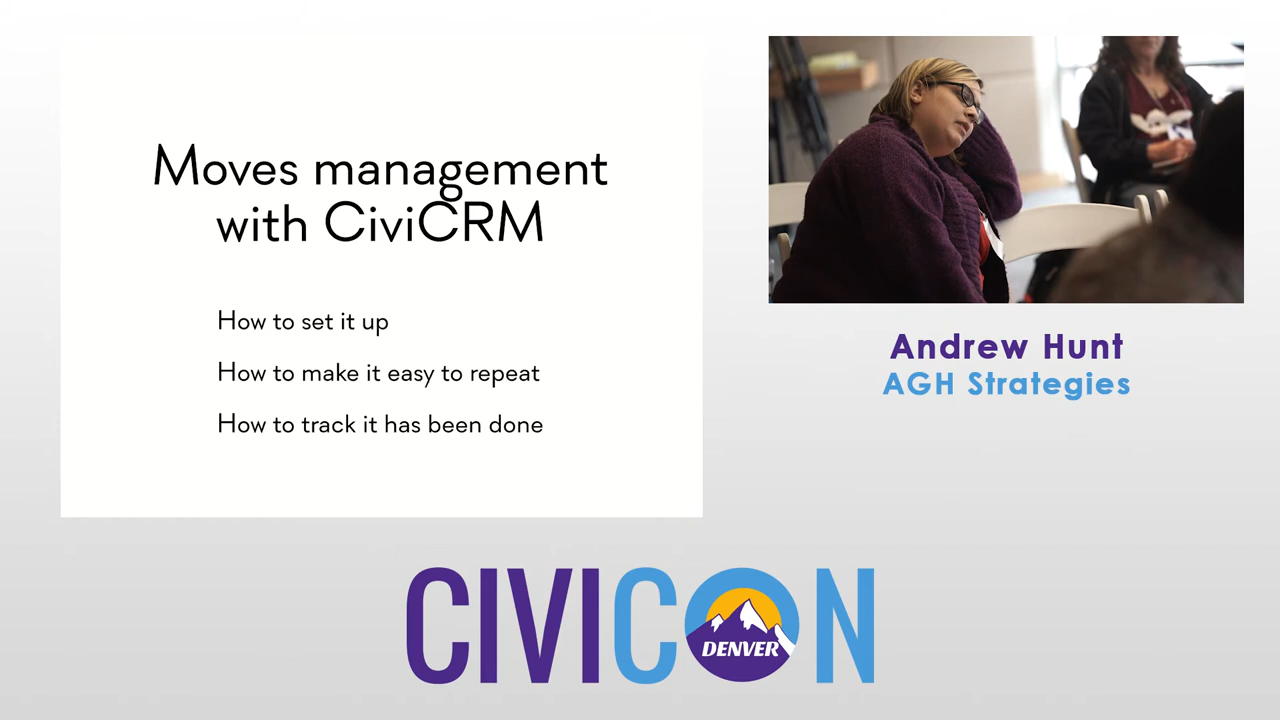 Moves management
with CiviCRM
How to set it up
How to make it easy to repeat
How to track it has been done
Andrew Hunt
AGH Strategies
CIVICON
DENVER